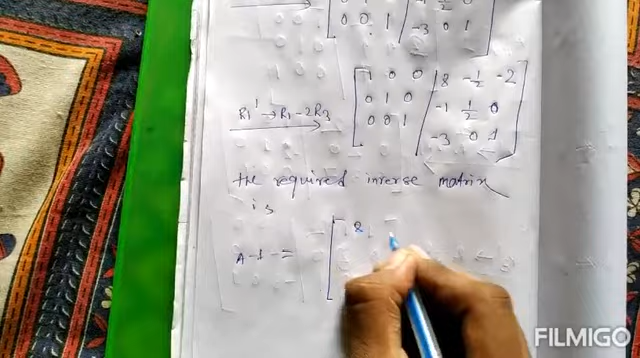 0 0 1 | -3 0 1
1 0 0 | 8 -1/2 -2
0 1 0 | -1 1/2 0
R1' → R1 - 2R3
0 0 1 | -3 0 1
the required inverse matrix
is
A-1 = [ 8
FILMIGO